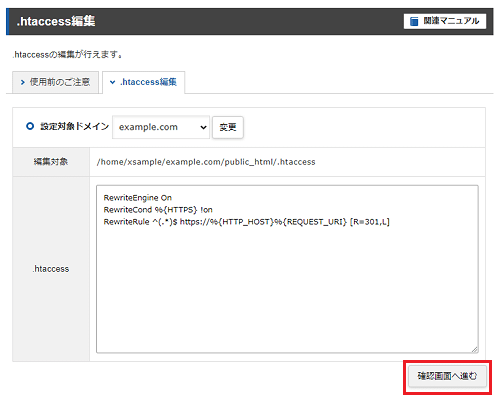 .htaccess編集
関連マニュアル
.htaccessの編集が行えます。
使用前のご注意
.htaccess編集
設定対象ドメイン
example.com
変更
編集対象
/home/xsample/example.com/public_html/.htaccess
.htaccess
RewriteEngine On
RewriteCond %{HTTPS} !on
RewriteRule ^(.*)$ https://%{HTTP_HOST}%{REQUEST_URI} [R=301,L]
確認画面へ進む